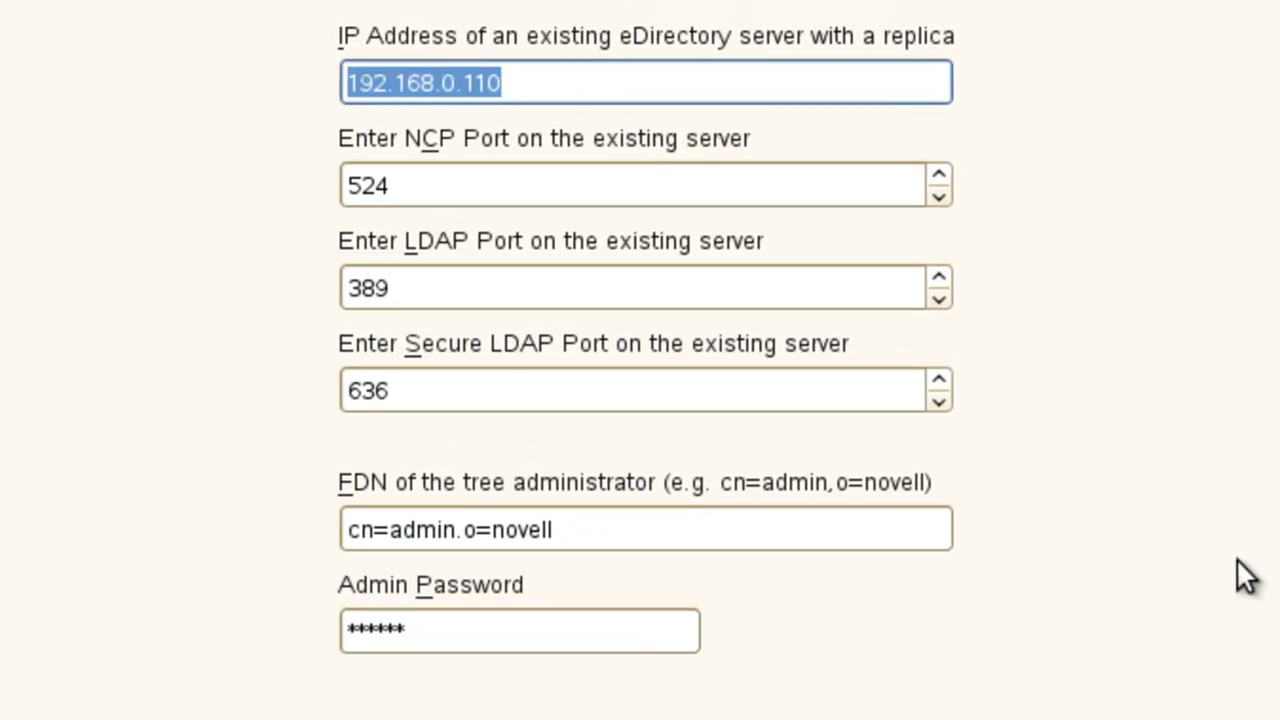 IP Address of an existing eDirectory server with a replica
192.168.0.110
Enter NCP Port on the existing server
524
Enter LDAP Port on the existing server
389
Enter Secure LDAP Port on the existing server
636
FDN of the tree administrator (e.g. cn=admin,o=novell)
cn=admin.o=novell
Admin Password
******